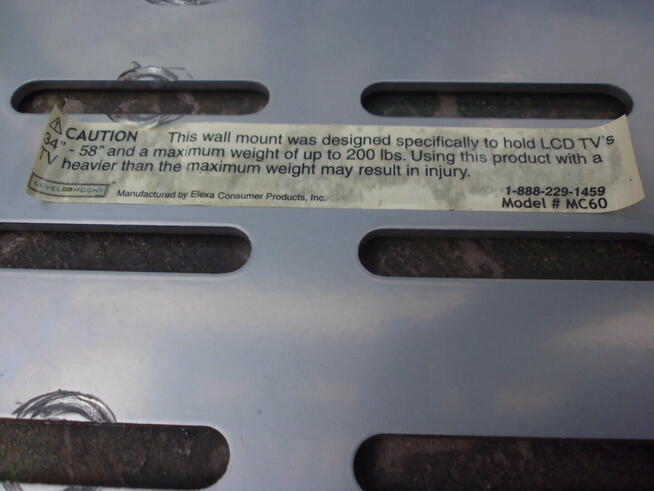 CAUTION This wall mount was designed specifically to hold LCD TV's
34" - 58" and a maximum weight of up to 200 lbs. Using this product with a
TV heavier than the maximum weight may result in injury.
LEVEL MOUNT
Manufactured by Elexa Consumer Products, Inc.
1-888-229-1459
Model # MC60